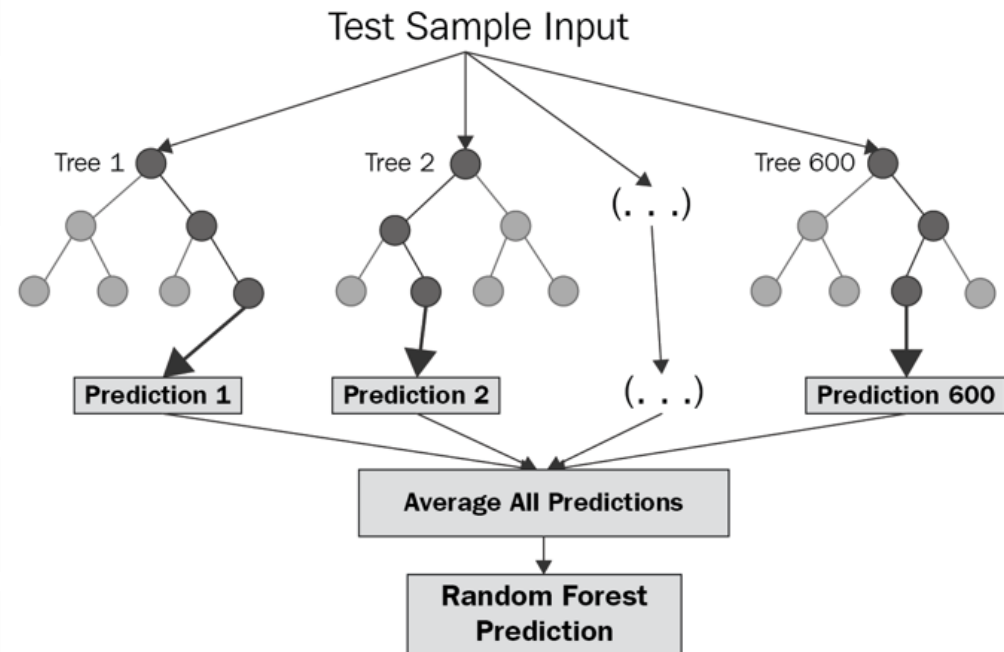 Test Sample Input
Tree 1
Tree 2
Tree 600
(. . .)
Prediction 1
Prediction 2
(. . .)
Prediction 600
Average All Predictions
Random Forest
Prediction